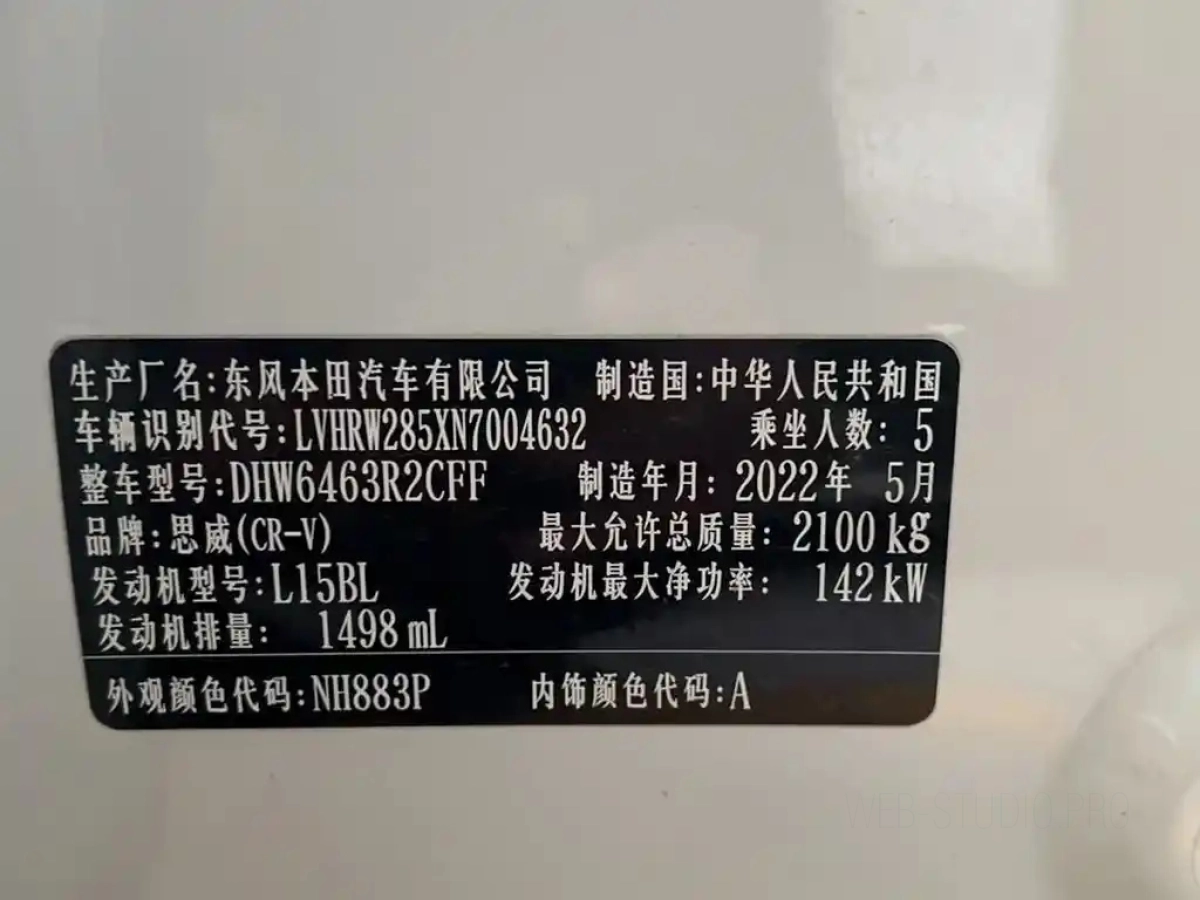 生产厂名:东风本田汽车有限公司 制造国:中华人民共和国
车辆识别代号:LVHRW285XN7004632 乘坐人数: 5
整车型号:DHW6463R2CFF 制造年月: 2022年 5月
品牌:思威(CR-V) 最大允许总质量: 2100 kg
发动机型号:L15BL 发动机最大净功率: 142 kW
发动机排量: 1498 mL
外观颜色代码:NH883P 内饰颜色代码:A